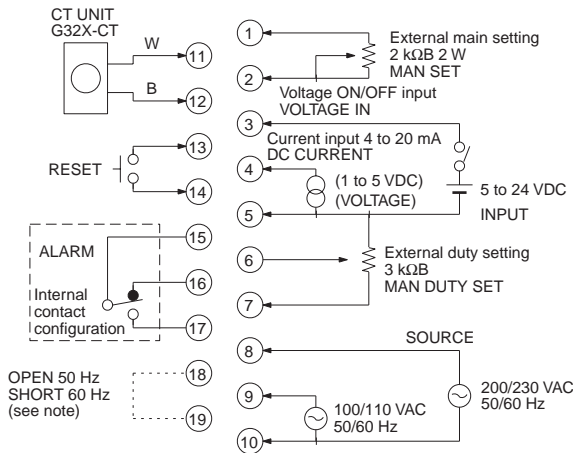 CT UNIT
G32X-CT
W
11
B
12
13
RESET
14
15
ALARM
16
Internal
contact
configuration
17
OPEN 50 Hz
SHORT 60 Hz
(see note)
18
19
1
External main setting
2 kΩB 2 W
MAN SET
2
Voltage ON/OFF input
VOLTAGE IN
3
Current input 4 to 20 mA
DC CURRENT
4
(1 to 5 VDC)
(VOLTAGE)
5 to 24 VDC
INPUT
5
External duty setting
3 kΩB
MAN DUTY SET
6
7
SOURCE
8
200/230 VAC
50/60 Hz
9
100/110 VAC
50/60 Hz
10